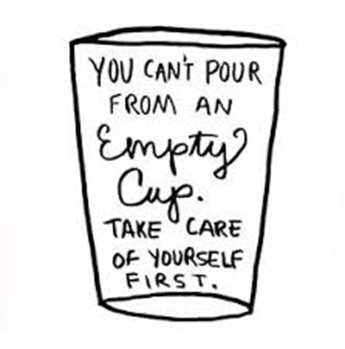 YOU CAN'T POUR
FROM AN
Empty
Cup.
TAKE CARE
OF YOURSELF
FIRST.